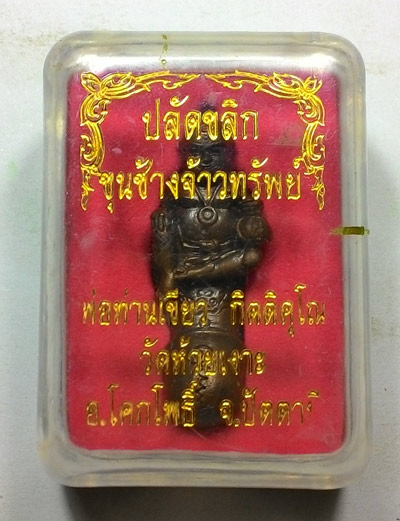 ปลัดขลิก
ขุนช้างจ้าวทรัพย์
พ่อท่านเขียว กิตติคุโณ
วัดห้วยเงาะ
อ.โคกโพธิ์ จ.ปัตตานี